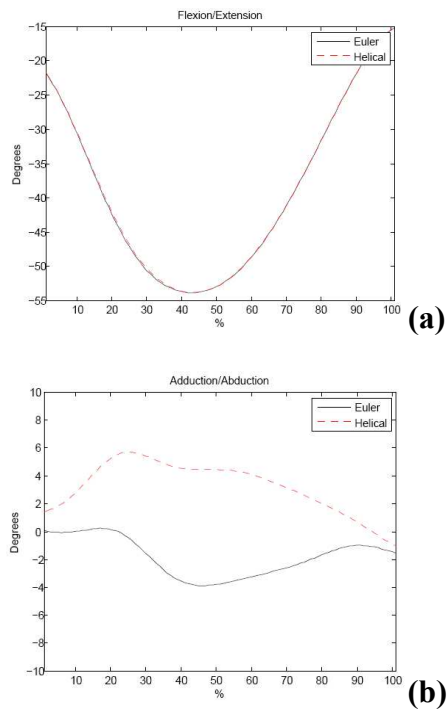 Flexion/Extension
Euler
Helical
−15
−20
−25
−30
−35
−40
−45
−50
−55
Degrees
10 20 30 40 50 60 70 80 90 100
%
(a)
Adduction/Abduction
Euler
Helical
10
8
6
4
2
0
−2
−4
−6
−8
−10
Degrees
10 20 30 40 50 60 70 80 90 100
%
(b)